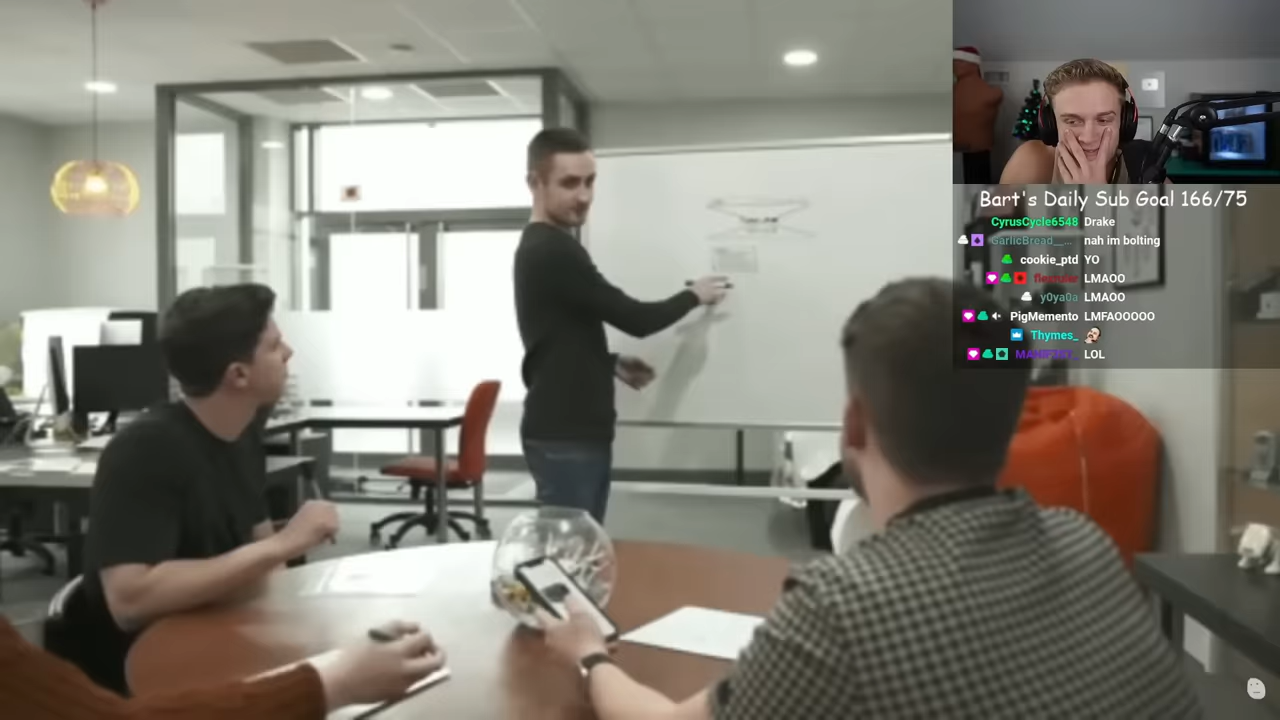 Bart's Daily Sub Goal 166/75
CyrusCycle6548 Drake
GarlicBread__... nah im bolting
cookie_ptd YO
LMAOO
y0ya0a LMAOO
PigMemento LMFAOOOOO
Thymes_
LOL